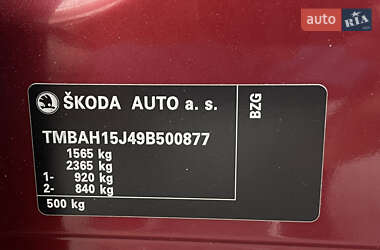 auto RIA
ŠKODA AUTO a. s.
BZG
TMBAH15J49B500877
1565 kg
2365 kg
1- 920 kg
2- 840 kg
500 kg